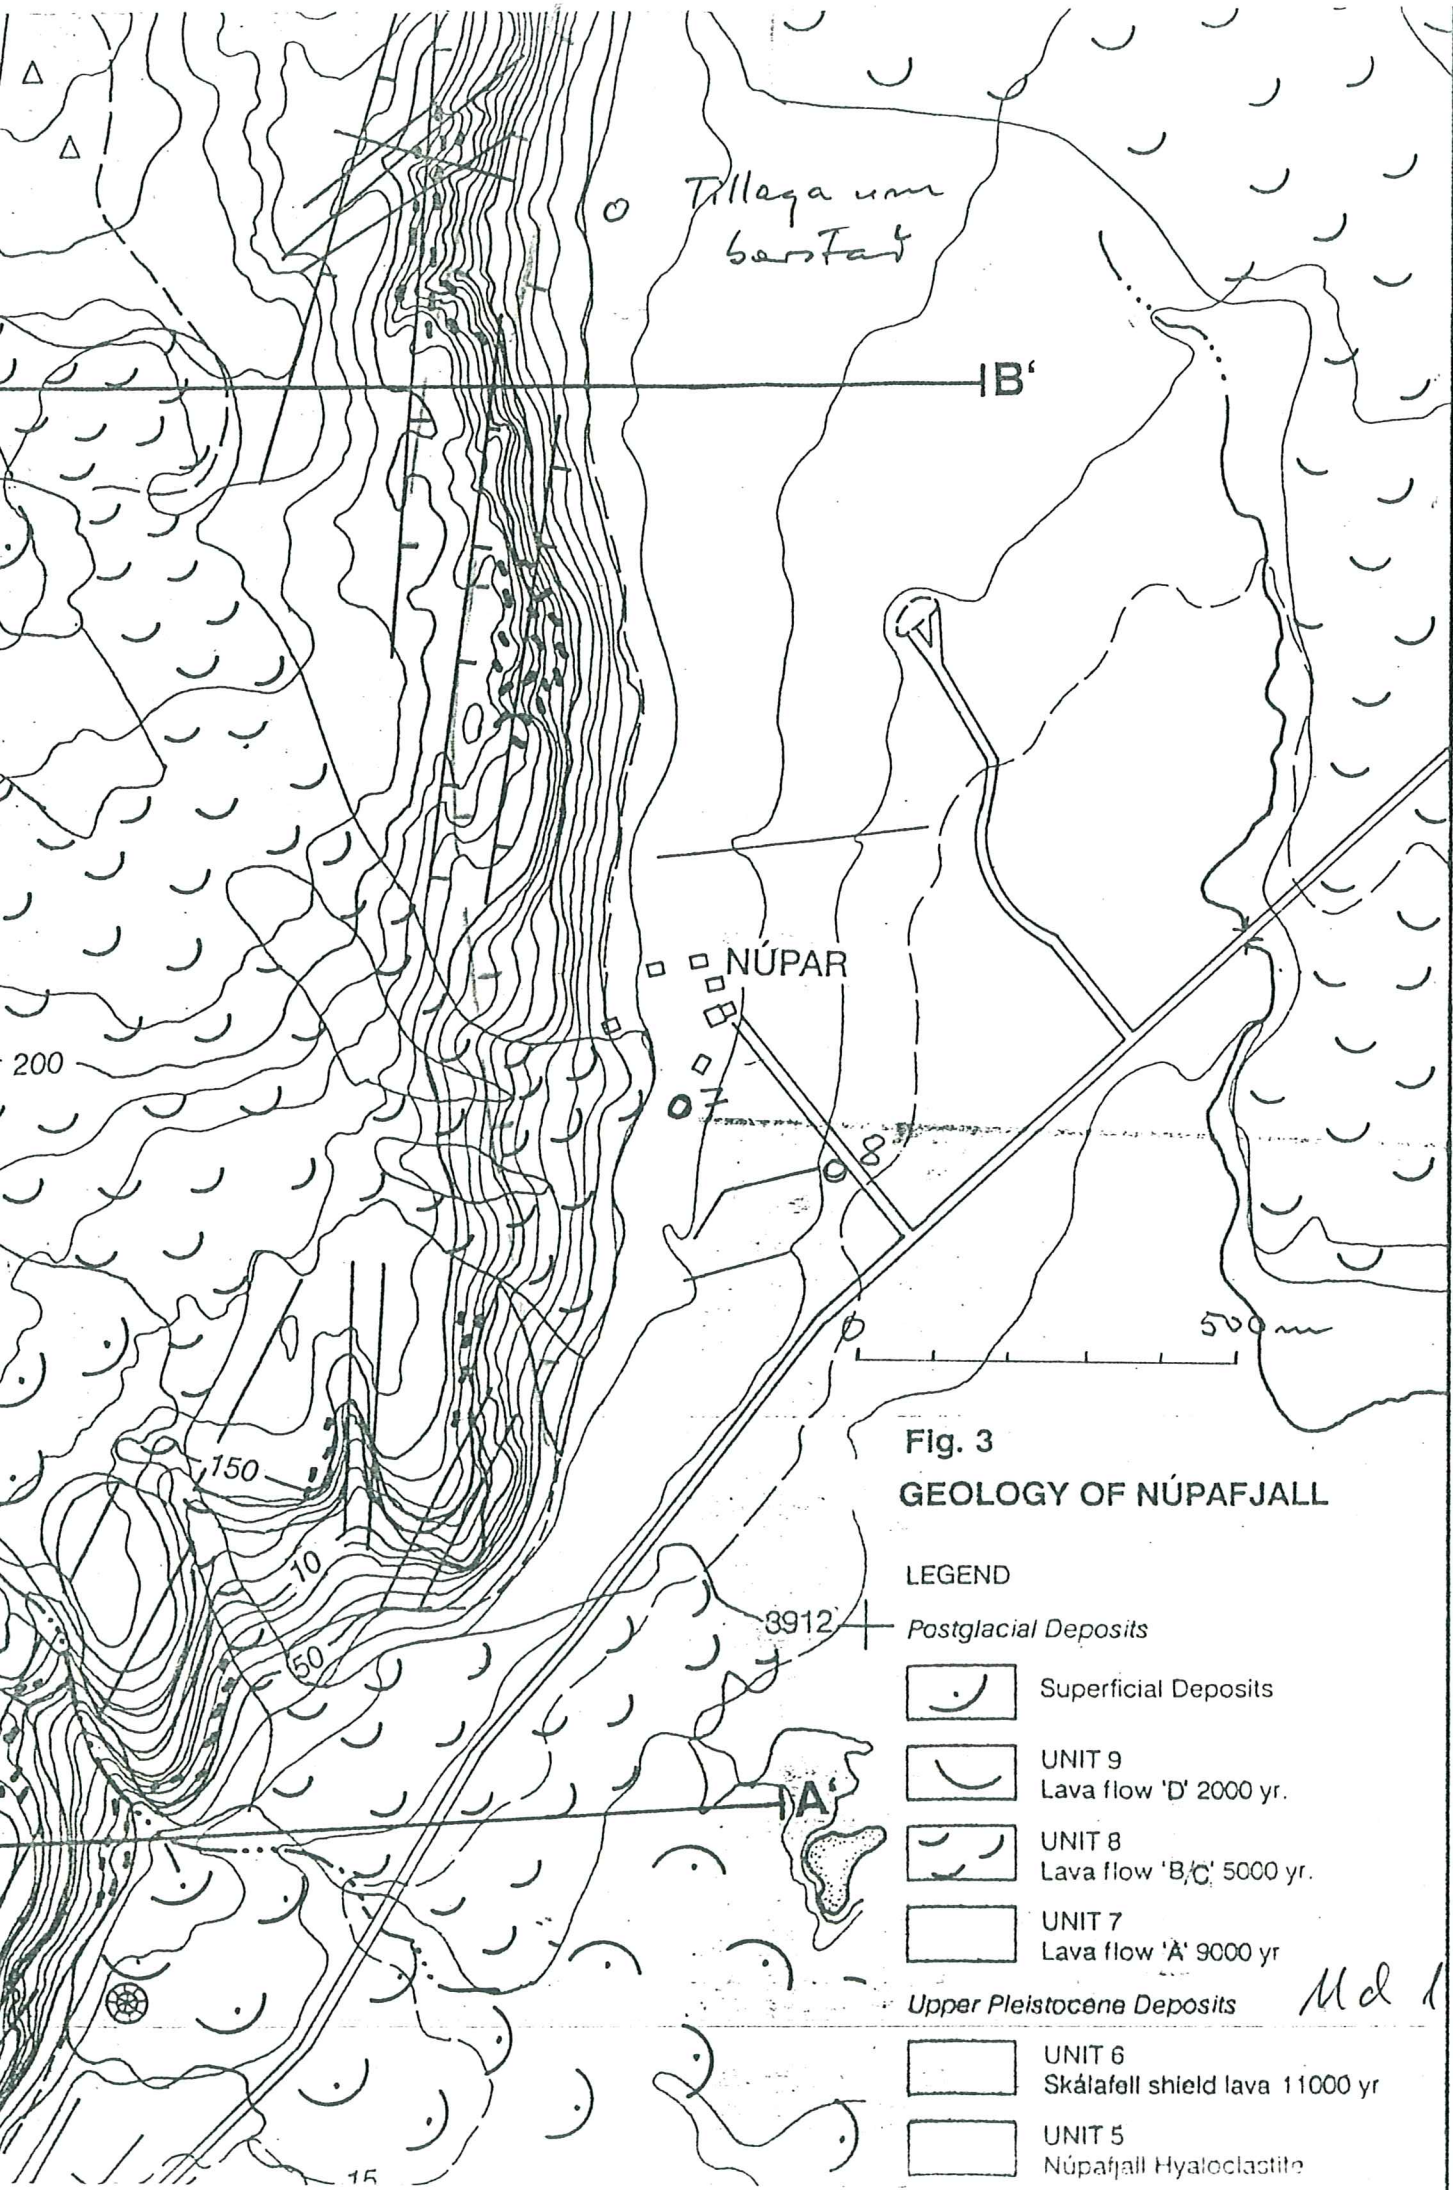 Tillaga um
borstað
B'
NÚPAR
200
7
8
0
500 m
150
10
50
Fig. 3
GEOLOGY OF NÚPAFJALL
LEGEND
3912
Postglacial Deposits
Superficial Deposits
UNIT 9
Lava flow 'D' 2000 yr.
A'
UNIT 8
Lava flow 'B/C' 5000 yr.
UNIT 7
Lava flow 'A' 9000 yr
Upper Pleistocene Deposits
UNIT 6
Skálafell shield lava 11000 yr
UNIT 5
Núpafjall Hyaloclastite
15